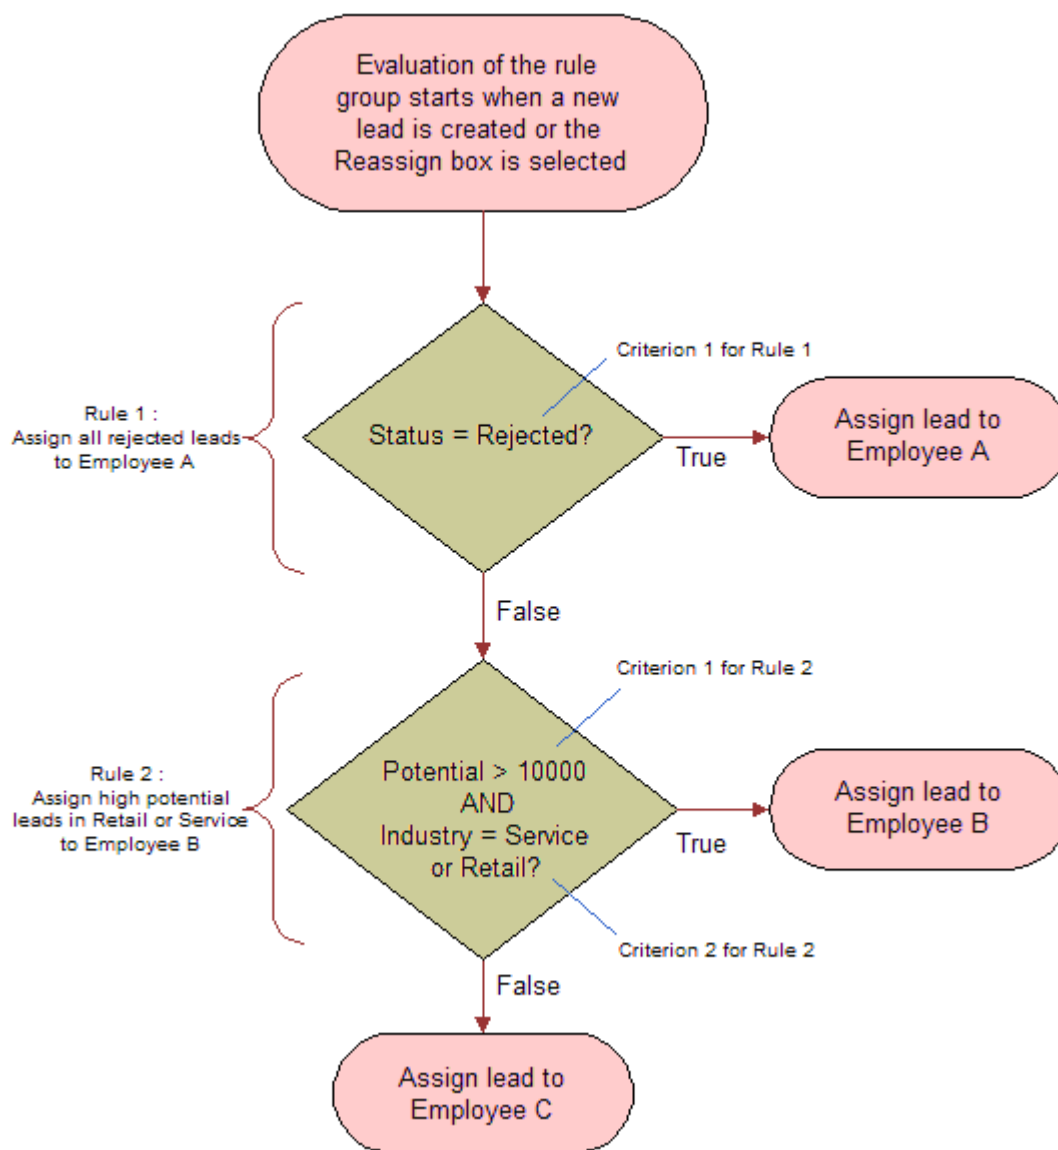 Evaluation of the rule
group starts when a new
lead is created or the
Reassign box is selected
Criterion 1 for Rule 1
Rule 1 :
Assign all rejected leads
to Employee A
Status = Rejected?
True
Assign lead to
Employee A
False
Criterion 1 for Rule 2
Rule 2 :
Assign high potential
leads in Retail or Service
to Employee B
Potential > 10000
AND
Industry = Service
or Retail?
True
Assign lead to
Employee B
Criterion 2 for Rule 2
False
Assign lead to
Employee C